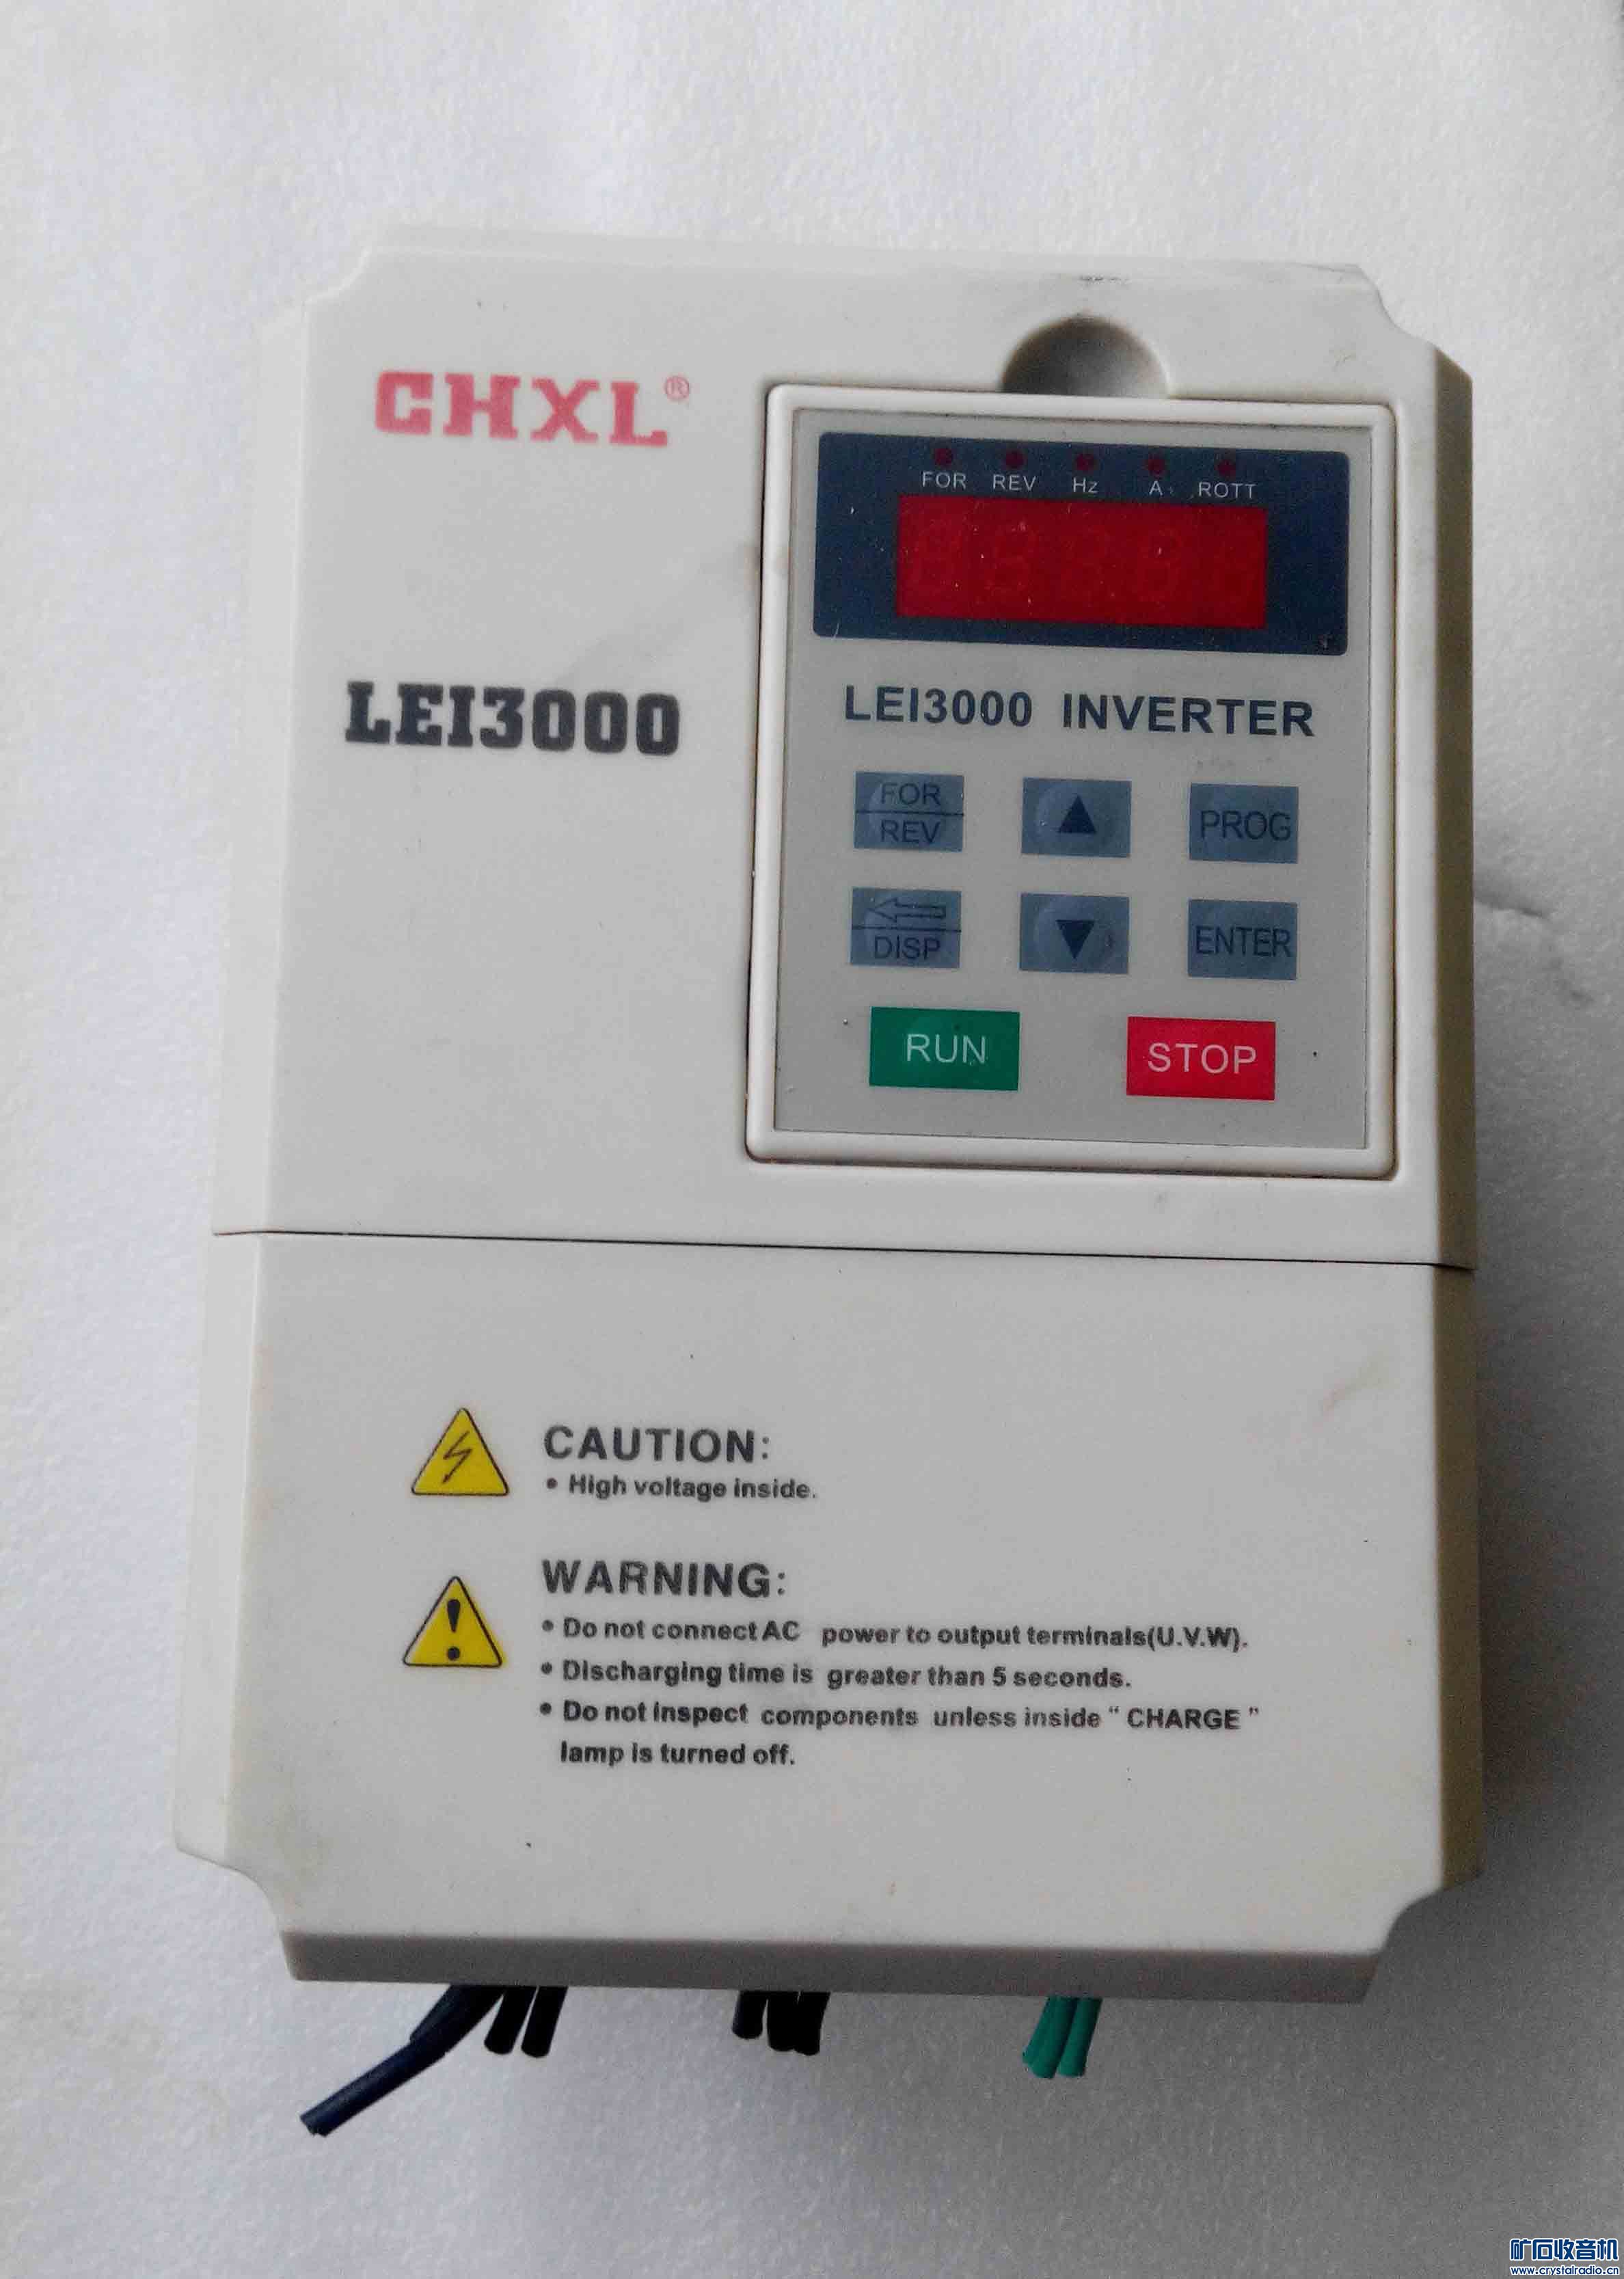 CHXL®
FOR REV Hz A ROTT
LEI3000
LEI3000 INVERTER
FOR
REV
▲
PROG
DISP
▼
ENTER
RUN
STOP
CAUTION:
• High voltage inside.
WARNING:
• Do not connect AC power to output terminals(U.V.W).
• Discharging time is greater than 5 seconds.
• Do not inspect components unless inside " CHARGE "
lamp is turned off.
矿石收音机
www.crystalradio.cn